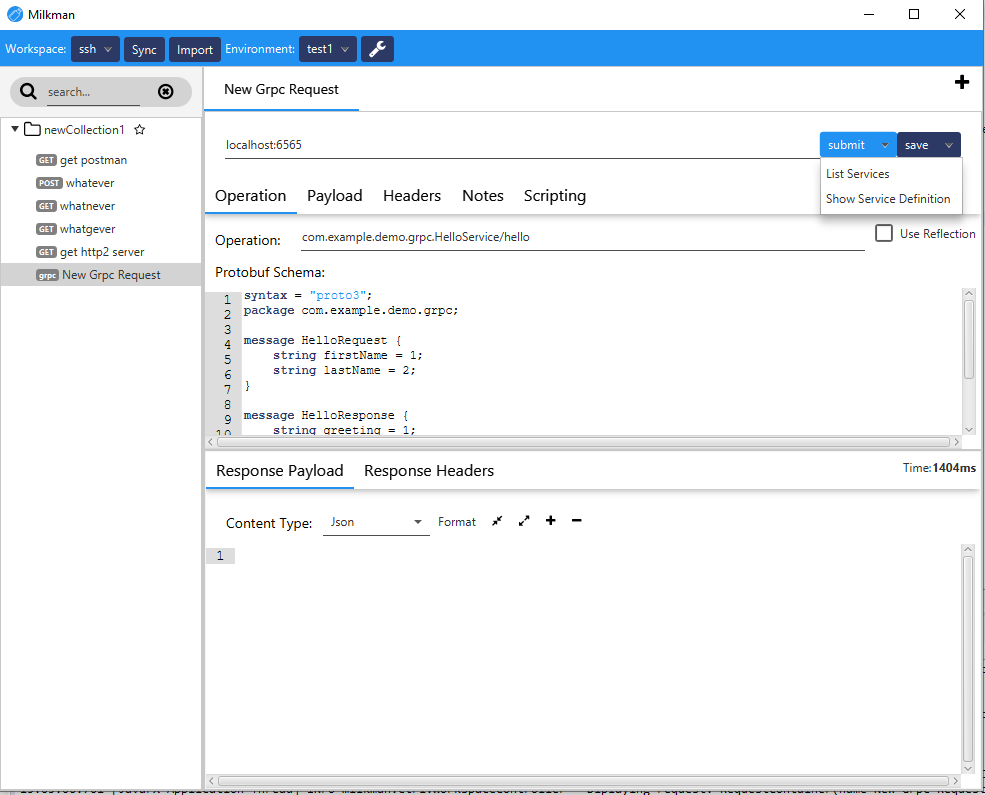 Milkman
Workspace: ssh Sync Import Environment: test1
search...
New Grpc Request
newCollection1
GET get postman
POST whatever
GET whatnever
GET whatgever
GET get http2 server
grpc New Grpc Request
localhost:6565
submit save
List Services
Show Service Definition
Operation Payload Headers Notes Scripting
Operation: com.example.demo.grpc.HelloService/hello Use Reflection
Protobuf Schema:
1 syntax = "proto3";
2 package com.example.demo.grpc;
3
4 message HelloRequest {
5 string firstName = 1;
6 string lastName = 2;
7 }
8
9 message HelloResponse {
10 string greeting = 1;
Response Payload Response Headers Time:1404ms
Content Type: Json Format
1